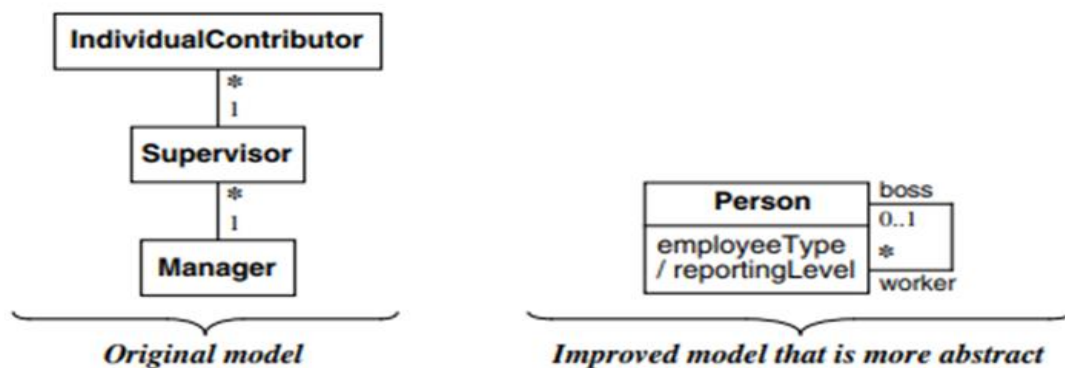 IndividualContributor
*
1
Supervisor
*
1
Manager
Original model
Person
employeeType
/ reportingLevel
boss
0..1
*
worker
Improved model that is more abstract